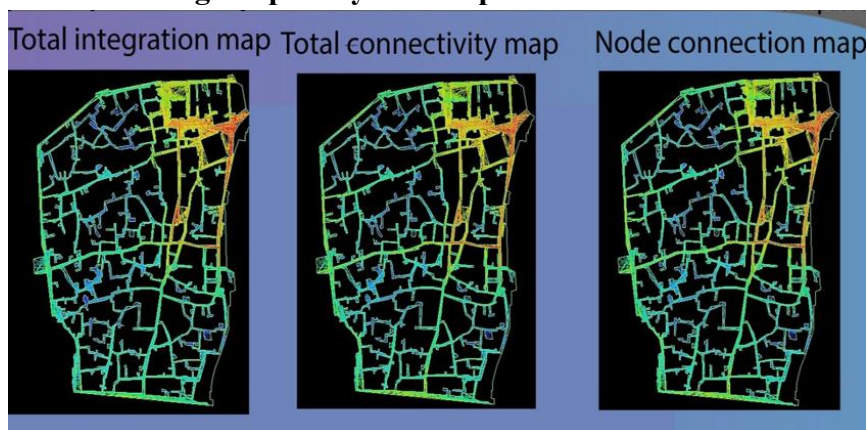 Total integration map
Total connectivity map
Node connection map